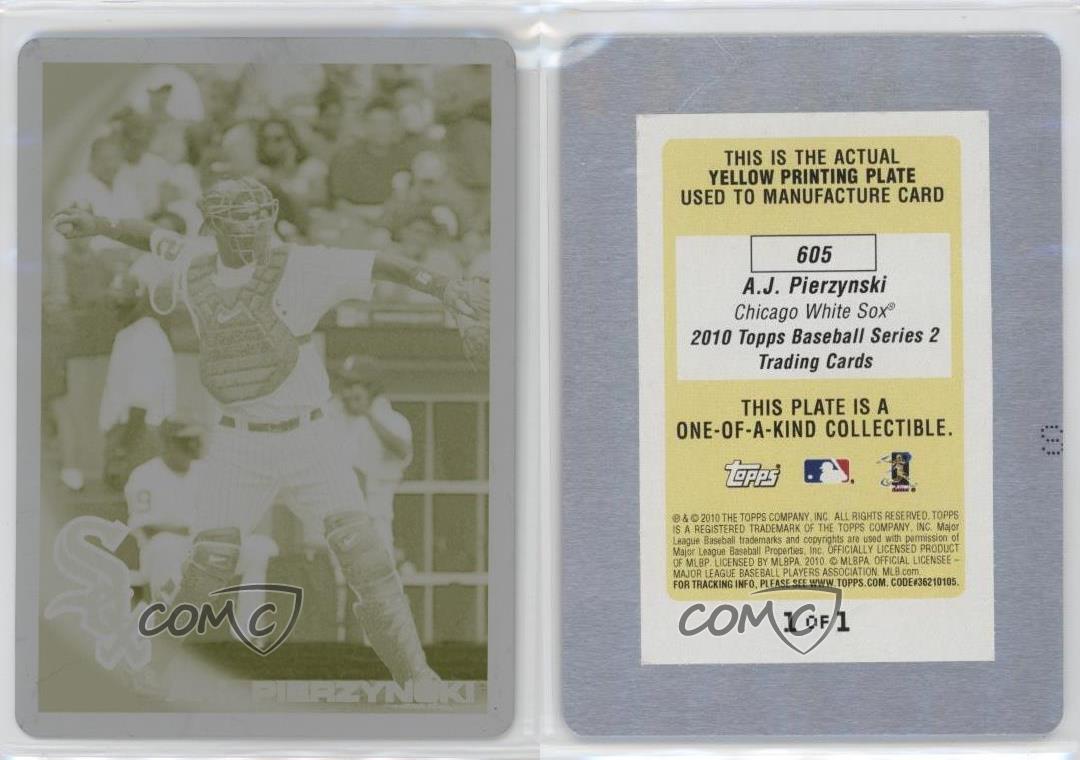 Sox
PIERZYNSKI
COMC
THIS IS THE ACTUAL
YELLOW PRINTING PLATE
USED TO MANUFACTURE CARD
605
A.J. Pierzynski
Chicago White Sox®
2010 Topps Baseball Series 2
Trading Cards
THIS PLATE IS A
ONE-OF-A-KIND COLLECTIBLE.
topps
℗ & © 2010 THE TOPPS COMPANY, INC. ALL RIGHTS RESERVED. TOPPS
IS A REGISTERED TRADEMARK OF THE TOPPS COMPANY, INC. Major
League Baseball trademarks and copyrights are used with permission of
Major League Baseball Properties, Inc. OFFICIALLY LICENSED PRODUCT
OF MLBP. LICENSED BY MLBPA, 2010. © MLBPA. OFFICIAL LICENSEE –
MAJOR LEAGUE BASEBALL PLAYERS ASSOCIATION. MLB.com.
FOR TRACKING INFO, PLEASE SEE WWW.TOPPS.COM. CODE#36210105.
COMC
1 OF 1